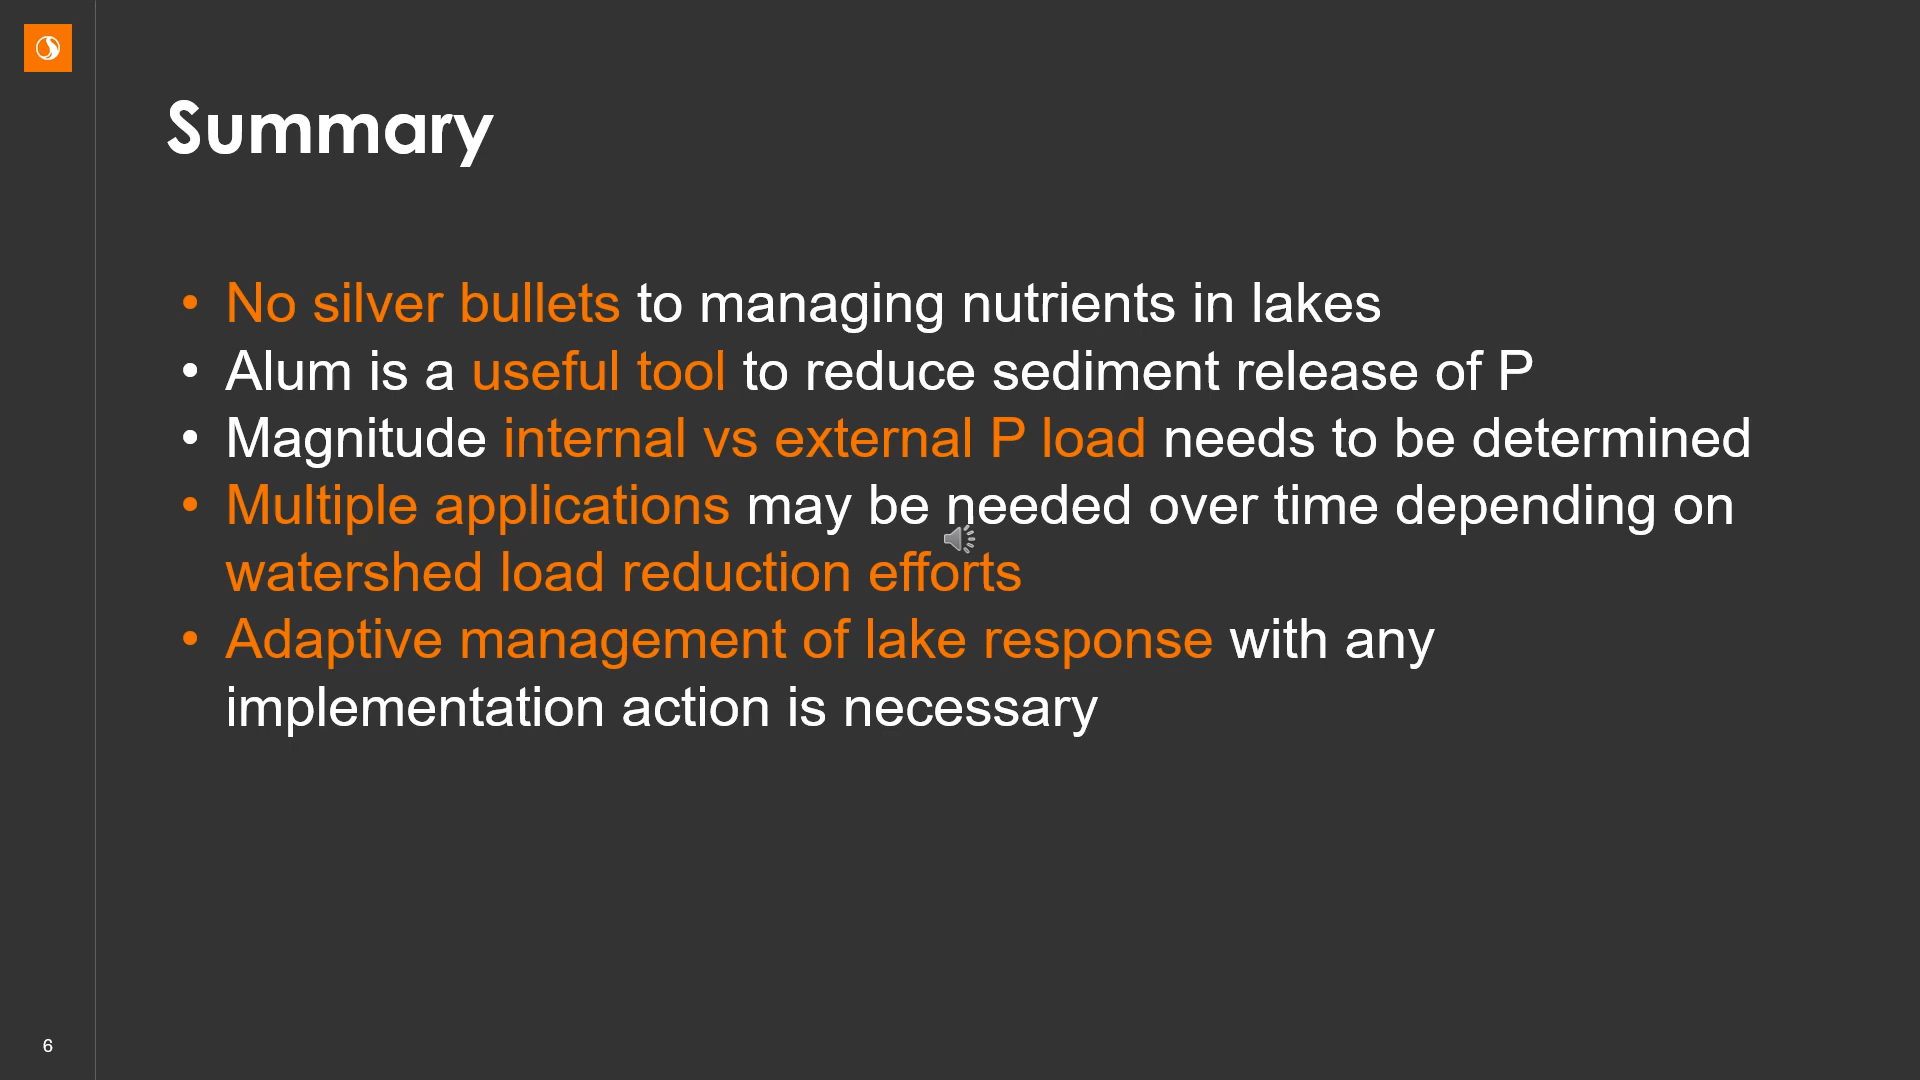 Summary
• No silver bullets to managing nutrients in lakes
• Alum is a useful tool to reduce sediment release of P
• Magnitude internal vs external P load needs to be determined
• Multiple applications may be needed over time depending on
watershed load reduction efforts
• Adaptive management of lake response with any
implementation action is necessary
6